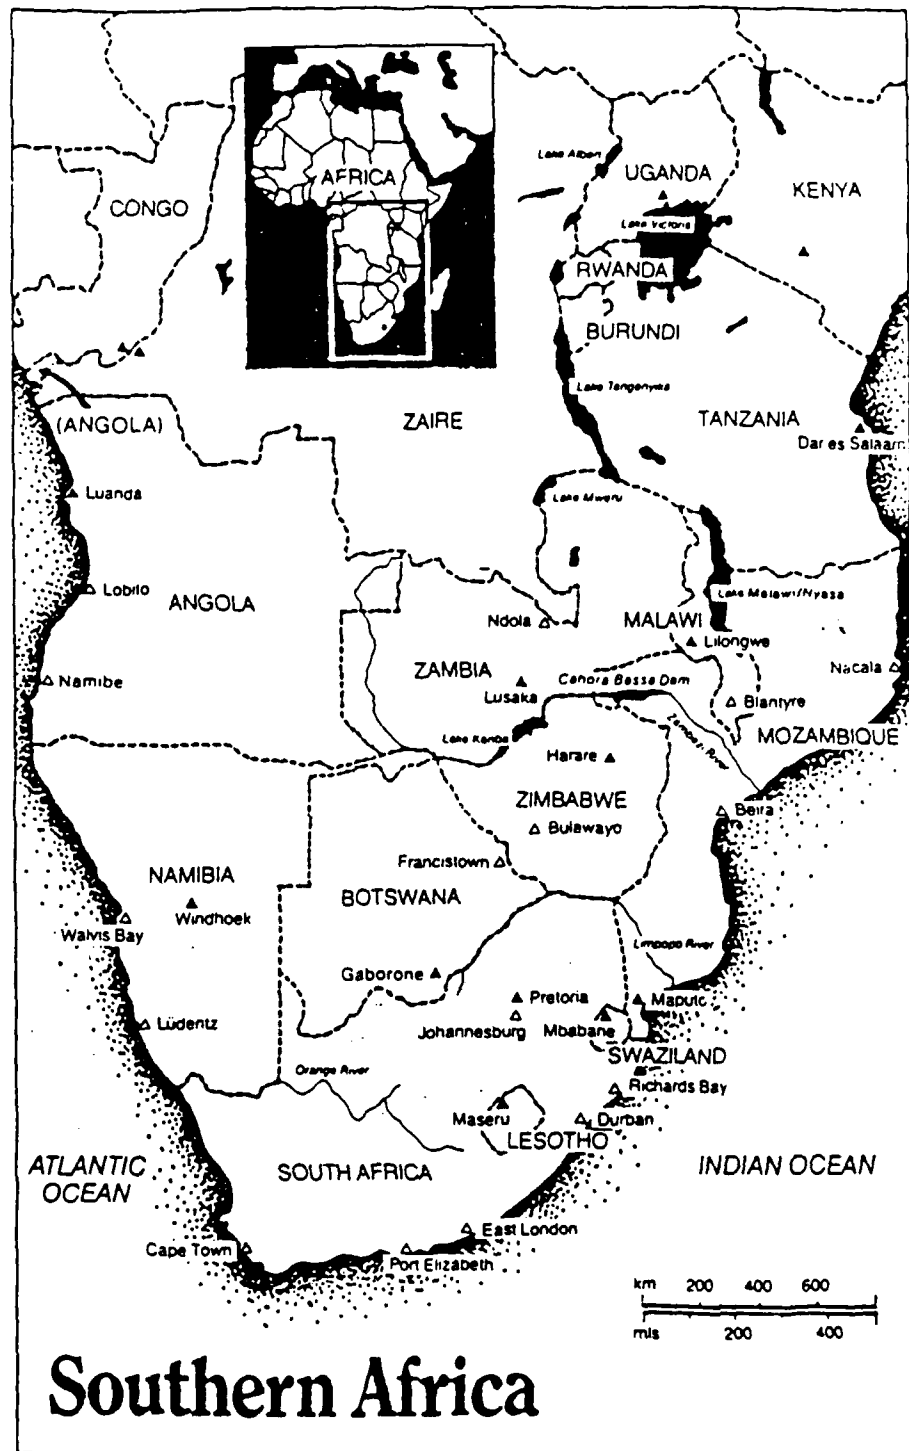 AFRICA
Lake Albert
UGANDA
KENYA
CONGO
Lake Victoria
RWANDA
BURUNDI
Lake Tanganyika
(ANGOLA)
ZAIRE
TANZANIA
Dar es Salaam
Luanda
Lake Mweru
Lobito
ANGOLA
Lake Malawi/Nyasa
Ndola
MALAWI
Lilongwe
ZAMBIA
Nacala
Namibe
Lusaka
Cahora Bassa Dam
Blantyre
Lake Kariba
Zambezi River
MOZAMBIQUE
Harare
ZIMBABWE
Beira
Bulawayo
Francistown
NAMIBIA
BOTSWANA
Windhoek
Walvis Bay
Limpopo River
Gaborone
Pretoria
Maputo
Lüdentz
Johannesburg
Mbabane
SWAZILAND
Orange River
Richards Bay
Maseru
Durban
LESOTHO
ATLANTIC
OCEAN
SOUTH AFRICA
INDIAN OCEAN
East London
Cape Town
Port Elizabeth
km 200 400 600
mls 200 400
Southern Africa